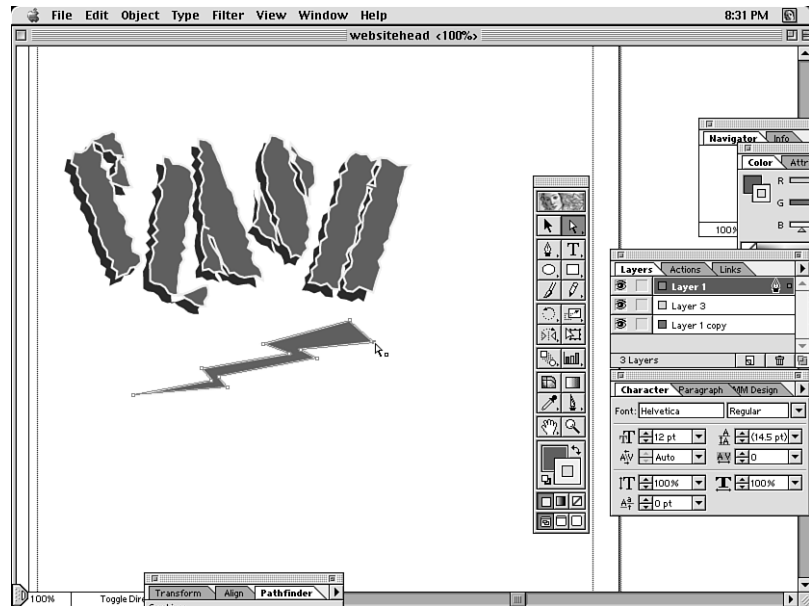 File Edit Object Type Filter View Window Help 8:31 PM
websitehead <100%>
Navigator Info
Color Attr
R
G
B
100%
Layers Actions Links
Layer 1
Layer 3
Layer 1 copy
3 Layers
Character Paragraph MM Design
Font: Helvetica Regular
12 pt (14.5 pt)
Auto 0
100% 100%
0 pt
100% Toggle Dire
Transform Align Pathfinder